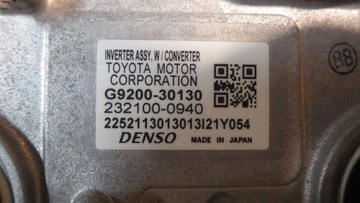 INVERTER ASSY, W / CONVERTER
TOYOTA MOTOR
CORPORATION
G9200-30130
232100-0940
2252113013013I21Y054
DENSO MADE IN JAPAN
88